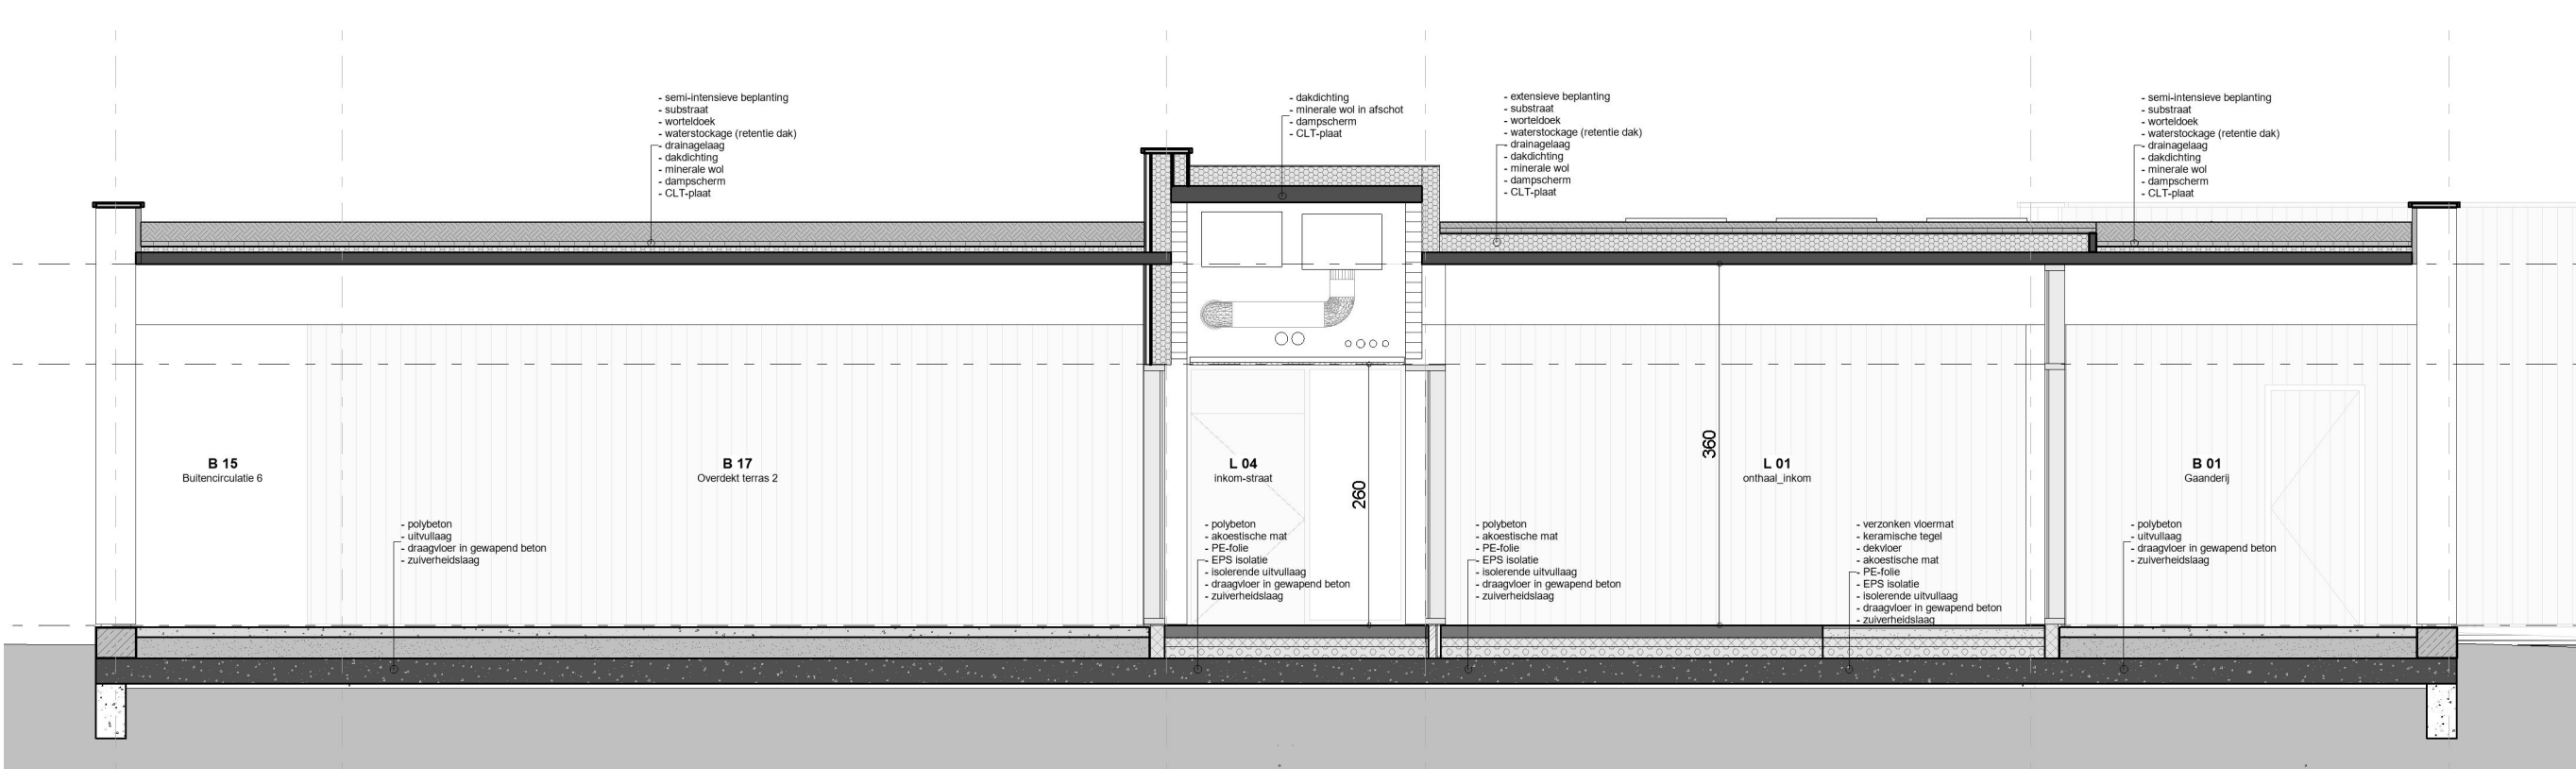 - semi-intensieve beplanting
- substraat
- worteldoek
- waterstockage (retentie dak)
- drainagelaag
- dakdichting
- minerale wol
- dampscherm
- CLT-plaat
- dakdichting
- minerale wol in afschot
- dampscherm
- CLT-plaat
- extensieve beplanting
- substraat
- worteldoek
- waterstockage (retentie dak)
- drainagelaag
- dakdichting
- minerale wol
- dampscherm
- CLT-plaat
- semi-intensieve beplanting
- substraat
- worteldoek
- waterstockage (retentie dak)
- drainagelaag
- dakdichting
- minerale wol
- dampscherm
- CLT-plaat
B 15
Buitencirculatie 6
B 17
Overdekt terras 2
L 04
inkom-straat
260
360
L 01
onthaal_inkom
B 01
Gaanderij
- polybeton
- uitvullaag
- draagvloer in gewapend beton
- zuiverheidslaag
- polybeton
- akoestische mat
- PE-folie
- EPS isolatie
- isolerende uitvullaag
- draagvloer in gewapend beton
- zuiverheidslaag
- polybeton
- akoestische mat
- PE-folie
- EPS isolatie
- isolerende uitvullaag
- draagvloer in gewapend beton
- zuiverheidslaag
- verzonken vloermat
- keramische tegel
- dekvloer
- akoestische mat
- PE-folie
- EPS isolatie
- isolerende uitvullaag
- draagvloer in gewapend beton
- zuiverheidslaag
- polybeton
- uitvullaag
- draagvloer in gewapend beton
- zuiverheidslaag